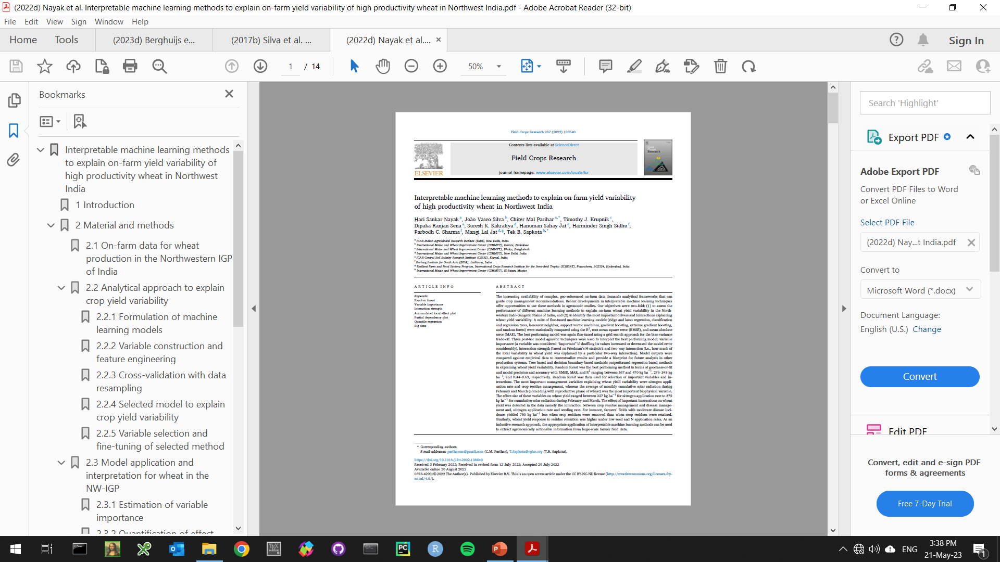 (2022d) Nayak et al. Interpretable machine learning methods to explain on-farm yield variability of high productivity wheat in Northwest India.pdf - Adobe Acrobat Reader (32-bit)
File Edit View Sign Window Help
Home Tools (2023d) Berghuijs e... (2017b) Silva et al. ... (2022d) Nayak et al....
Sign In
1 / 14
50%
Bookmarks
Interpretable machine learning methods
to explain on-farm yield variability of
high productivity wheat in Northwest
India
1 Introduction
2 Material and methods
2.1 On-farm data for wheat
production in the Northwestern IGP
of India
2.2 Analytical approach to explain
crop yield variability
2.2.1 Formulation of machine
learning models
2.2.2 Variable construction and
feature engineering
2.2.3 Cross-validation with data
resampling
2.2.4 Selected model to explain
crop yield variability
2.2.5 Variable selection and
fine-tuning of selected method
2.3 Model application and
interpretation for wheat in the
NW-IGP
2.3.1 Estimation of variable
importance
2.3.2 Quantification of effect
Field Crops Research 287 (2022) 108640
Contents lists available at ScienceDirect
Field Crops Research
journal homepage: www.elsevier.com/locate/fcr
ELSEVIER
Field
Crops
Research
Interpretable machine learning methods to explain on-farm yield variability
of high productivity wheat in Northwest India
Hari Sankar Nayak a, João Vasco Silva b, Chiter Mal Parihar a,*, Timothy J. Krupnik c,
Dipaka Ranjan Sena a, Suresh K. Kakraliya d, Hanuman Sahay Jat e, Harminder Singh Sidhu f,
Parbodh C. Sharma f, Mangi Lal Jat d,g, Tek B. Sapkota h,*
a ICAR-Indian Agricultural Research Institute (IARI), New Delhi, India
b International Maize and Wheat Improvement Center (CIMMYT), Harare, Zimbabwe
c International Maize and Wheat Improvement Center (CIMMYT), Dhaka, Bangladesh
d International Maize and Wheat Improvement Center (CIMMYT), New Delhi, India
e ICAR-Central Soil Salinity Research Institute (CSSRI), Karnal, India
f Borlaug Institute for South Asia (BISA), Ludhiana, India
g Resilient Farm and Food Systems Program, International Crops Research Institute for the Semi-Arid Tropics (ICRISAT), Patancheru, 502324, Hyderabad, India
h International Maize and Wheat Improvement Center (CIMMYT), El-Batan, Mexico
ARTICLE INFO
Keywords:
Random forest
Variable importance
Interaction strength
Accumulated local effect plot
Partial dependency plot
Quantile regression
Big data
ABSTRACT
The increasing availability of complex, geo-referenced on-farm data demands analytical frameworks that can
guide crop management recommendations. Recent developments in interpretable machine learning techniques
offer opportunities to use these methods in agronomic studies. Our objectives were two-fold: (1) to assess the
performance of different machine learning methods to explain on-farm wheat yield variability in the North-
western Indo-Gangetic Plains of India, and (2) to identify the most important drivers and interactions explaining
wheat yield variability. A suite of fine-tuned machine learning models (ridge and lasso regression, classification
and regression trees, k-nearest neighbor, support vector machines, gradient boosting, extreme gradient boosting,
and random forest) were statistically compared using the R2, root mean square error (RMSE), and mean absolute
error (MAE). The best performing model was again fine-tuned using a grid search approach for the bias-variance
trade-off. Three post-hoc model agnostic techniques were used to interpret the best performing model: variable
importance (a variable was considered "important" if shuffling its values increased or decreased the model error
considerably), interaction strength (based on Friedman's H-statistic), and two-way interaction (i.e., how much of
the total variability in wheat yield was explained by a particular two-way interaction). Model outputs were
compared against empirical data to contextualize results and provide a blueprint for future analysis in other
production systems. Tree-based and decision boundary-based methods outperformed regression-based methods
in explaining wheat yield variability. Random forest was the best performing method in terms of goodness-of-fit
and model precision and accuracy with RMSE, MAE, and R2 ranging between 367 and 470 kg ha−1, 276–345 kg
ha−1, and 0.44–0.63, respectively. Random forest was then used for selection of important variables and in-
teractions. The most important management variables explaining wheat yield variability were nitrogen appli-
cation rate and crop residue management, whereas the average of monthly cumulative solar radiation during
February and March (coinciding with reproductive phase of wheat) was the most important biophysical variable.
The effect size of these variables on wheat yield ranged between 227 kg ha−1 for nitrogen application rate to 372
kg ha−1 for cumulative solar radiation during February and March. The effect of important interactions on wheat
yield was detected in the data namely the interaction between crop residue management and disease manage-
ment and, nitrogen application rate and seeding rate. For instance, farmers' fields with moderate disease inci-
dence yielded 750 kg ha−1 less when crop residues were removed than when crop residues were retained.
Similarly, wheat yield response to residue retention was higher under low seed and N application rates. As an
inductive research approach, the appropriate application of interpretable machine learning methods can be used
to extract agronomically actionable information from large-scale farmer field data.
* Corresponding authors.
E-mail addresses: pariharcm@gmail.com (C.M. Parihar), T.Sapkota@cgiar.org (T.B. Sapkota).
https://doi.org/10.1016/j.fcr.2022.108640
Received 3 February 2022; Received in revised form 12 July 2022; Accepted 29 July 2022
Available online 20 August 2022
0378-4290/© 2022 The Author(s). Published by Elsevier B.V. This is an open access article under the CC BY-NC-ND license (http://creativecommons.org/licenses/by-
nc-nd/4.0/).
Search 'Highlight'
Export PDF
Adobe Export PDF
Convert PDF Files to Word
or Excel Online
Select PDF File
(2022d) Nay...t India.pdf
Convert to
Microsoft Word (*.docx)
Document Language:
English (U.S.) Change
Convert
Edit PDF
Convert, edit and e-sign PDF
forms & agreements
Free 7-Day Trial
ENG
3:38 PM
21-May-23
1